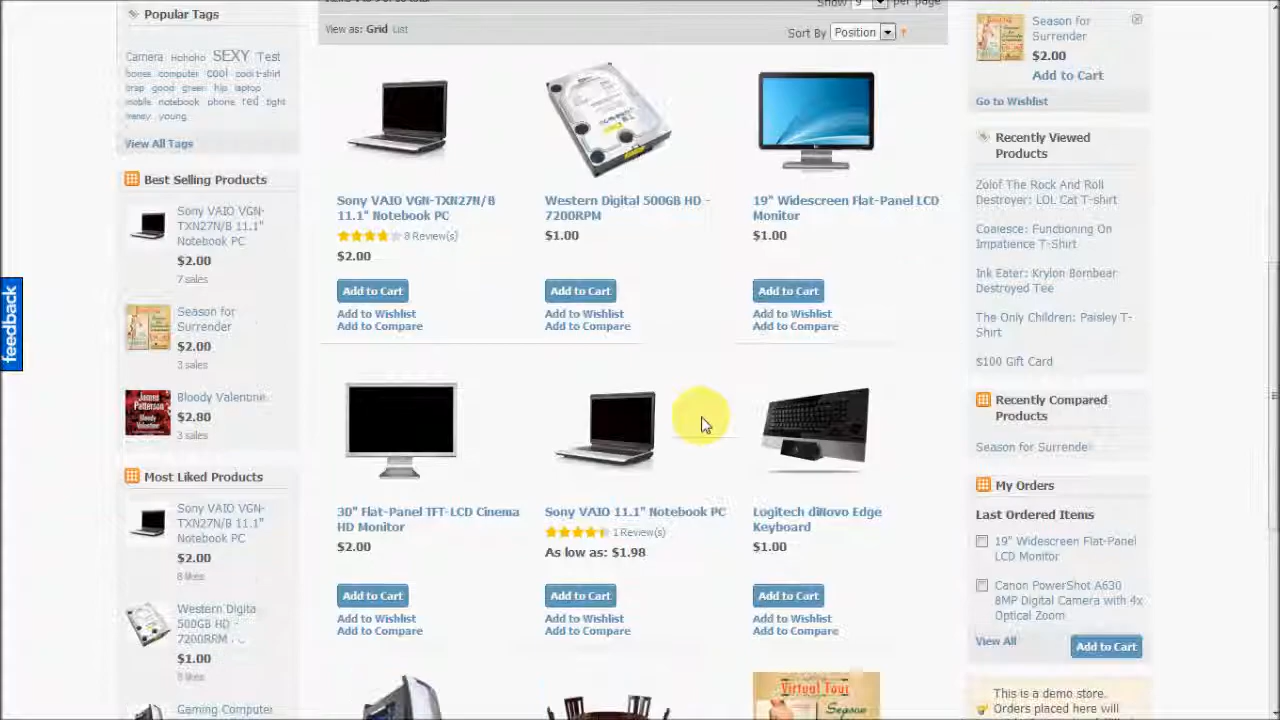 Popular Tags
Camera Hohoho SEXY Test
bones computer cool cool t-shirt
crap good green hip laptop
mobile notebook phone red tight
young
View All Tags
Best Selling Products
Sony VAIO VGN-
TXN27N/B
11.1" Notebook
PC
$2.00
7 sales
Season for
Surrender
$2.00
3 sales
Bloody Valentine
$2.80
3 sales
Most Liked Products
Sony VAIO VGN-
TXN27N/B 11.1"
Notebook PC
$2.00
8 likes
Western Digita
500GB HD -
7200RPM
$1.00
8 likes
Gaming Computer
feedback
Show 9 per page
View as: Grid List
Sort By Position
Sony VAIO VGN-TXN27N/B
11.1" Notebook PC
8 Review(s)
$2.00
Add to Cart
Add to Wishlist
Add to Compare
Western Digital 500GB HD -
7200RPM
$1.00
Add to Cart
Add to Wishlist
Add to Compare
19" Widescreen Flat-Panel LCD
Monitor
$1.00
Add to Cart
Add to Wishlist
Add to Compare
30" Flat-Panel TFT-LCD Cinema
HD Monitor
$2.00
Add to Cart
Add to Wishlist
Add to Compare
Sony VAIO 11.1" Notebook PC
1 Review(s)
As low as: $1.98
Add to Cart
Add to Wishlist
Add to Compare
Logitech diNovo Edge
Keyboard
$1.00
Add to Cart
Add to Wishlist
Add to Compare
Virtual Tour
Season
Season for
Surrender
$2.00
Add to Cart
Go to Wishlist
Recently Viewed
Products
Zolof The Rock And Roll
Destroyer: LOL Cat T-shirt
Coalesce: Functioning On
Impatience T-Shirt
Ink Eater: Krylon Bombear
Destroyed Tee
The Only Children: Paisley T-
Shirt
$100 Gift Card
Recently Compared
Products
Season for Surrende
My Orders
Last Ordered Items
19" Widescreen Flat-Panel
LCD Monitor
Canon PowerShot A630
8MP Digital Camera with 4x
Optical Zoom
View All
Add to Cart
This is a demo store.
Orders placed here will